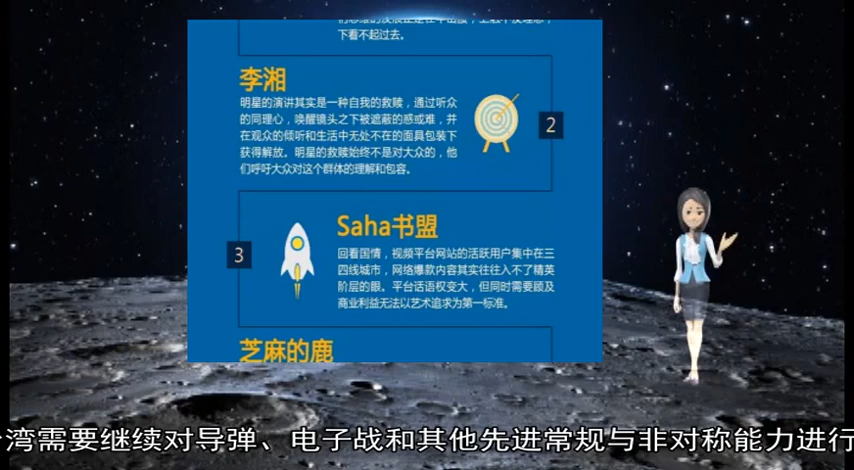 下看不起过去。
李湘
明星的演讲其实是一种自我的救赎，通过听众
的同理心，唤醒镜头之下被遮蔽的感或难，并
在观众的倾听和生活中无处不在的面具包装下
获得解放。明星的救赎始终不是对大众的，他
们呼吁大众对这个群体的理解和包容。
2
3
Saha书盟
回看国情，视频平台网站的活跃用户集中在三
四线城市，网络爆款内容其实往往入不了精英
阶层的眼。平台话语权变大，但同时需要顾及
商业利益无法以艺术追求为第一标准。
芝麻的鹿
湾需要继续对导弹、电子战和其他先进常规与非对称能力进行